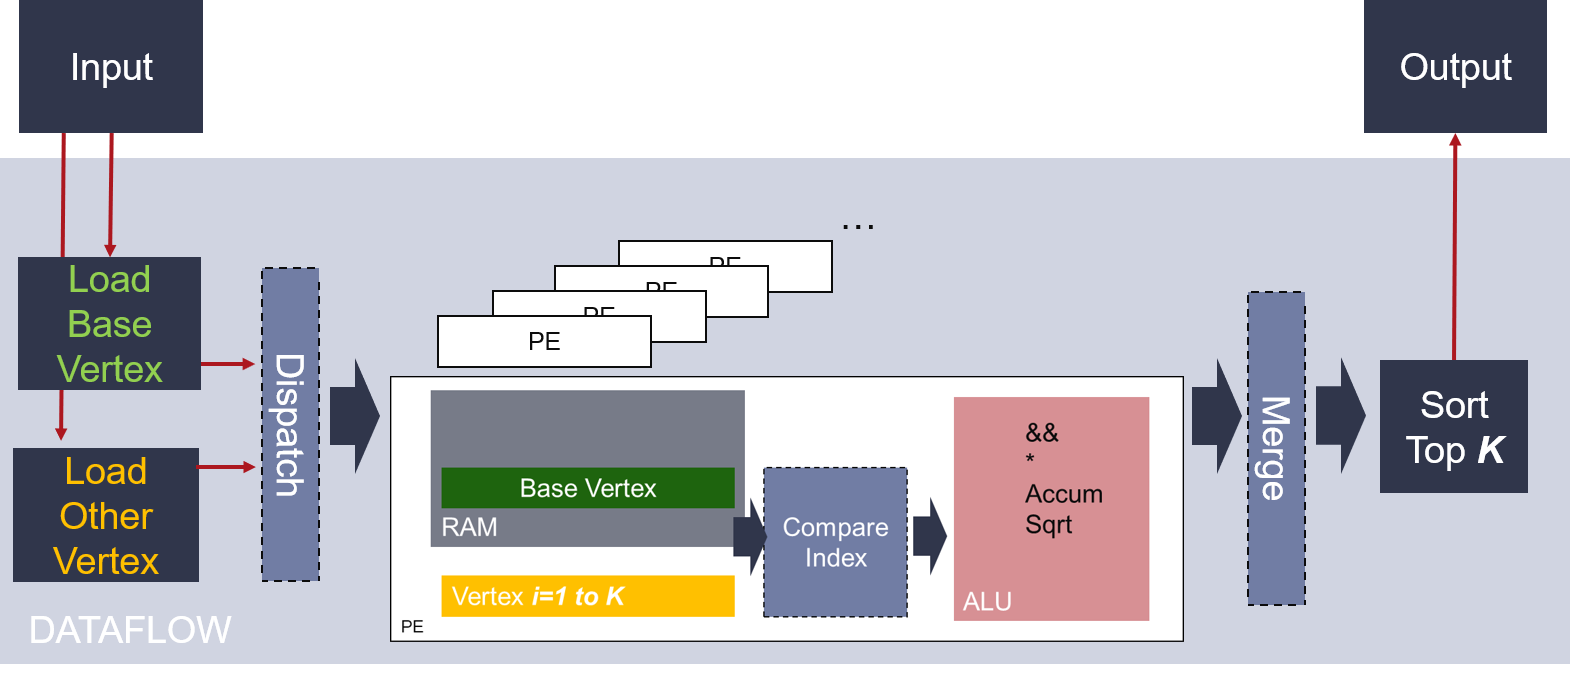 Input
Output
...
Load
Base
Vertex
Dispatch
PE
PE
PE
PE
Load
Other
Vertex
Base Vertex
RAM
Vertex i=1 to K
PE
Compare
Index
&&
*
Accum
Sqrt
ALU
Merge
Sort
Top K
DATAFLOW